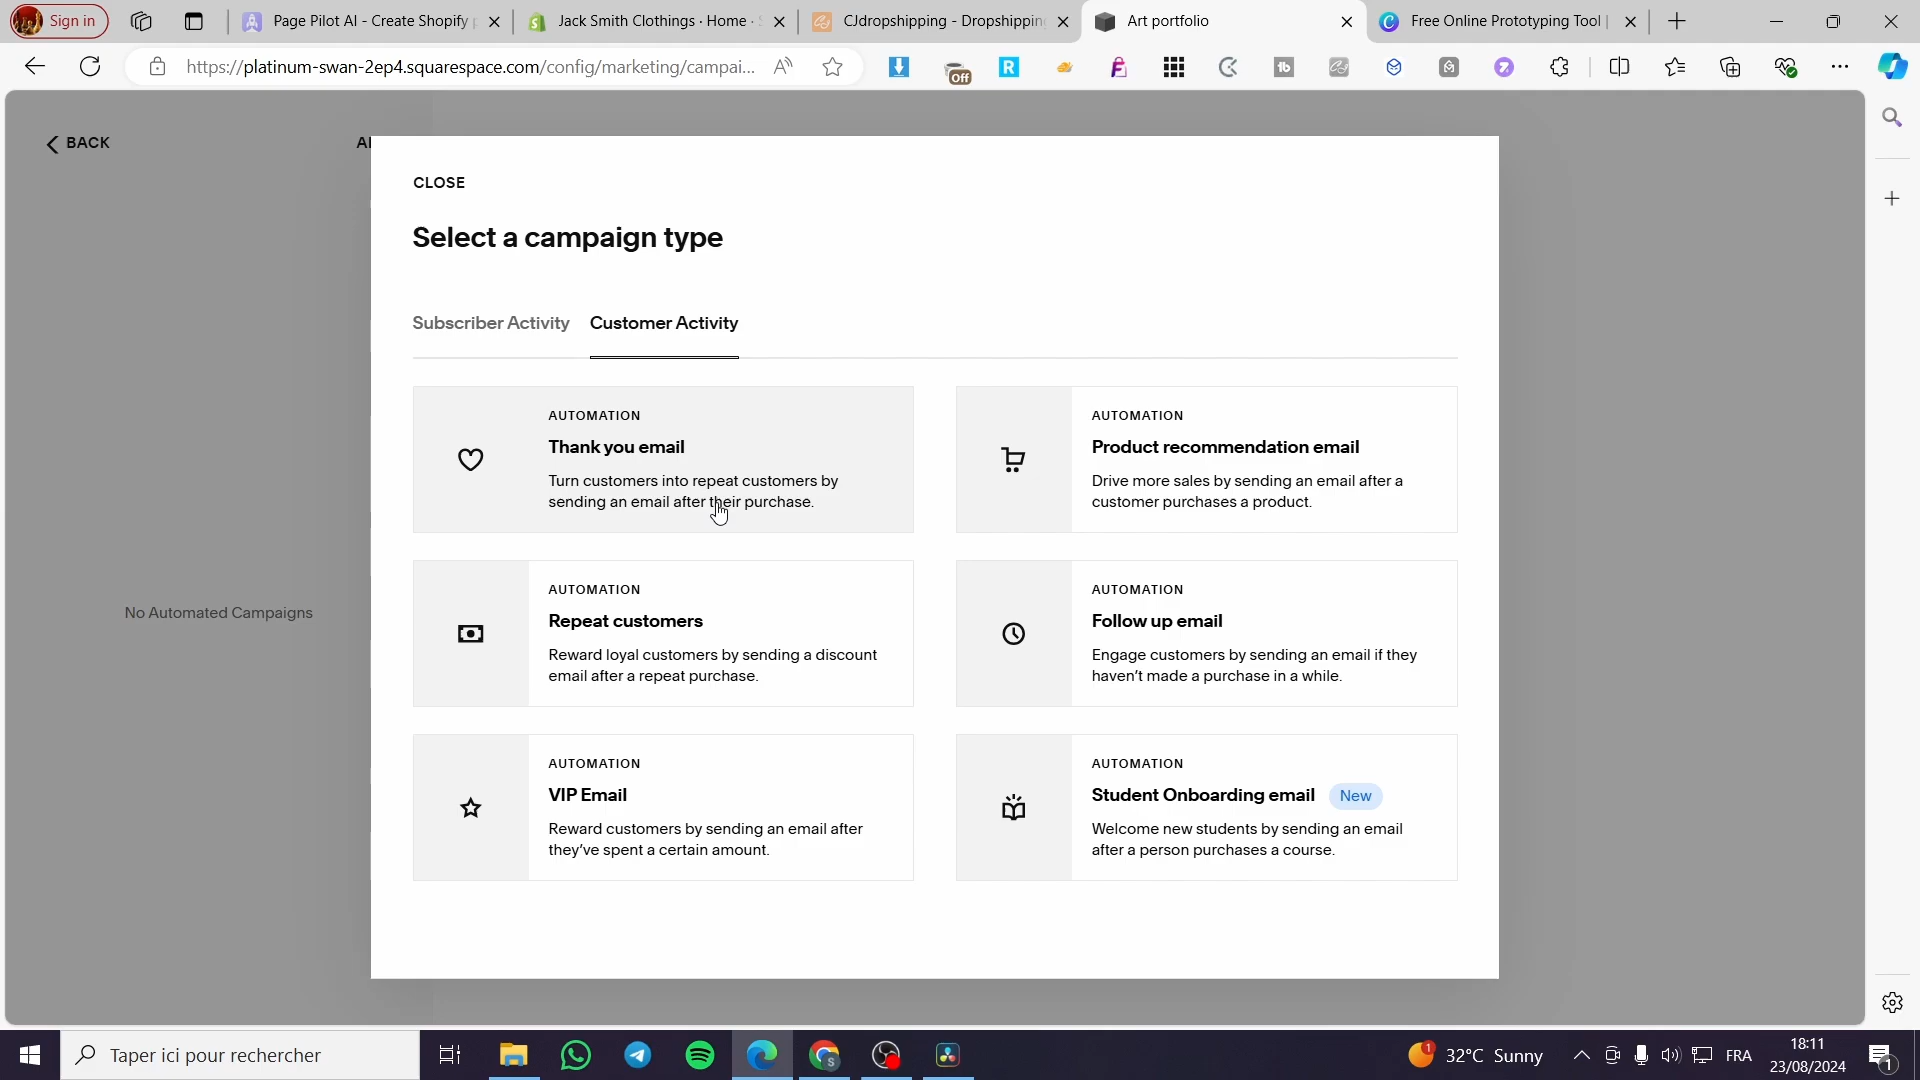 Sign in
Page Pilot AI - Create Shopify p
Jack Smith Clothings · Home · S
CJdropshipping - Dropshipping
Art portfolio
Free Online Prototyping Tool |
https://platinum-swan-2ep4.squarespace.com/config/marketing/campai...
Off
BACK
CLOSE
Select a campaign type
Subscriber Activity
Customer Activity
AUTOMATION
Thank you email
Turn customers into repeat customers by
sending an email after their purchase.
AUTOMATION
Product recommendation email
Drive more sales by sending an email after a
customer purchases a product.
AUTOMATION
Repeat customers
Reward loyal customers by sending a discount
email after a repeat purchase.
AUTOMATION
Follow up email
Engage customers by sending an email if they
haven't made a purchase in a while.
No Automated Campaigns
AUTOMATION
VIP Email
Reward customers by sending an email after
they've spent a certain amount.
AUTOMATION
Student Onboarding email New
Welcome new students by sending an email
after a person purchases a course.
Taper ici pour rechercher
32°C Sunny
FRA
18:11
23/08/2024
1